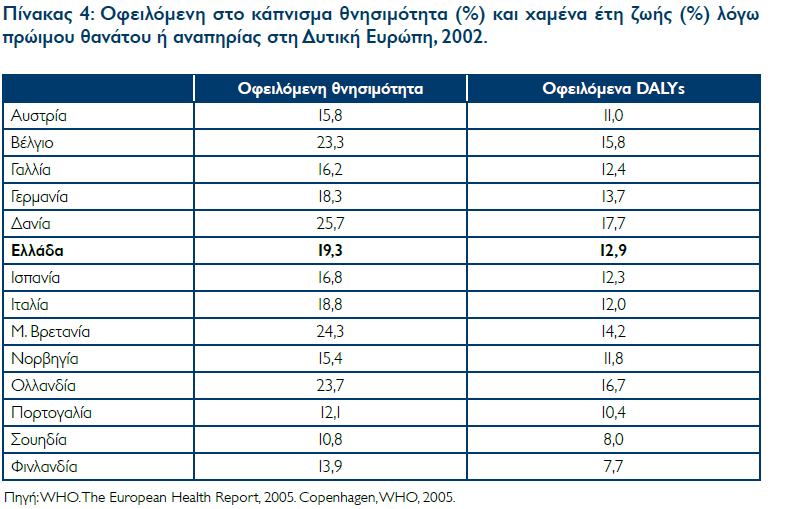 Πίνακας 4: Οφειλόμενη στο κάπνισμα θνησιμότητα (%) και χαμένα έτη ζωής (%) λόγω
πρώιμου θανάτου ή αναπηρίας στη Δυτική Ευρώπη, 2002.
Οφειλόμενη θνησιμότητα Οφειλόμενα DALYs
Αυστρία 15,8 11,0
Βέλγιο 23,3 15,8
Γαλλία 16,2 12,4
Γερμανία 18,3 13,7
Δανία 25,7 17,7
Ελλάδα 19,3 12,9
Ισπανία 16,8 12,3
Ιταλία 18,8 12,0
Μ. Βρετανία 24,3 14,2
Νορβηγία 15,4 11,8
Ολλανδία 23,7 16,7
Πορτογαλία 12,1 10,4
Σουηδία 10,8 8,0
Φινλανδία 13,9 7,7
Πηγή: WHO. The European Health Report, 2005. Copenhagen, WHO, 2005.